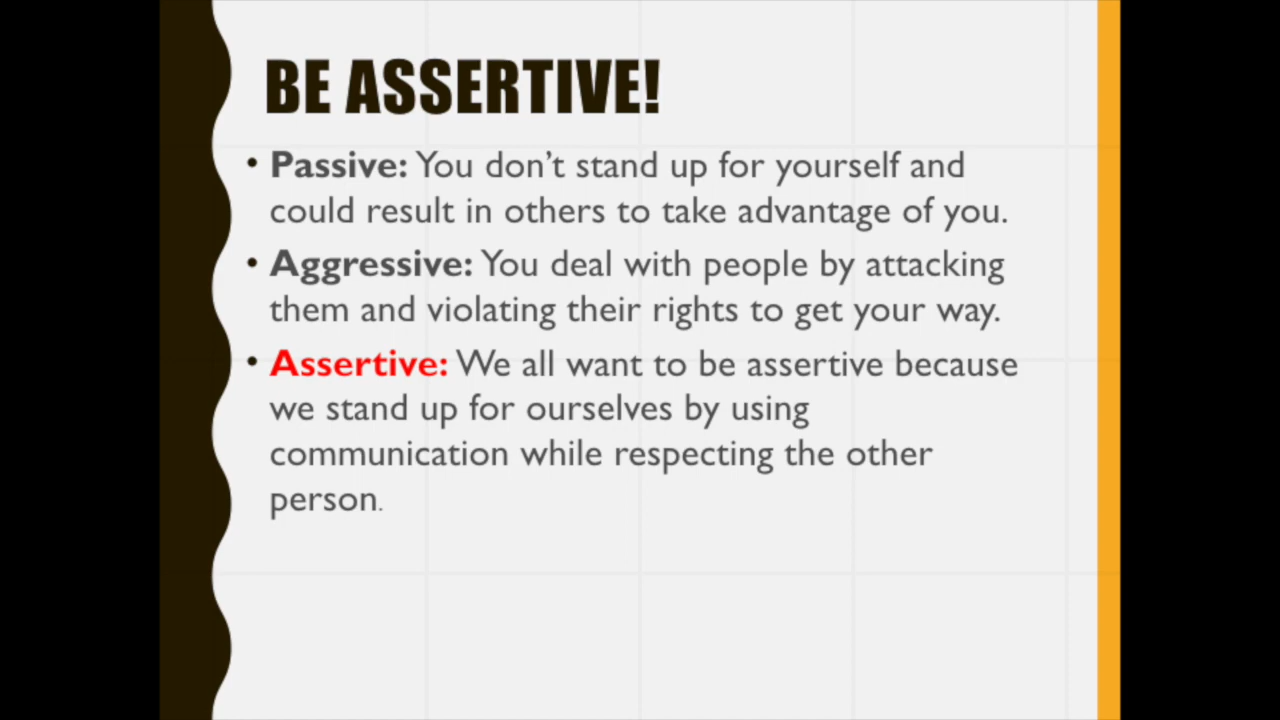 BE ASSERTIVE!
• Passive: You don’t stand up for yourself and
could result in others to take advantage of you.
• Aggressive: You deal with people by attacking
them and violating their rights to get your way.
• Assertive: We all want to be assertive because
we stand up for ourselves by using
communication while respecting the other
person.